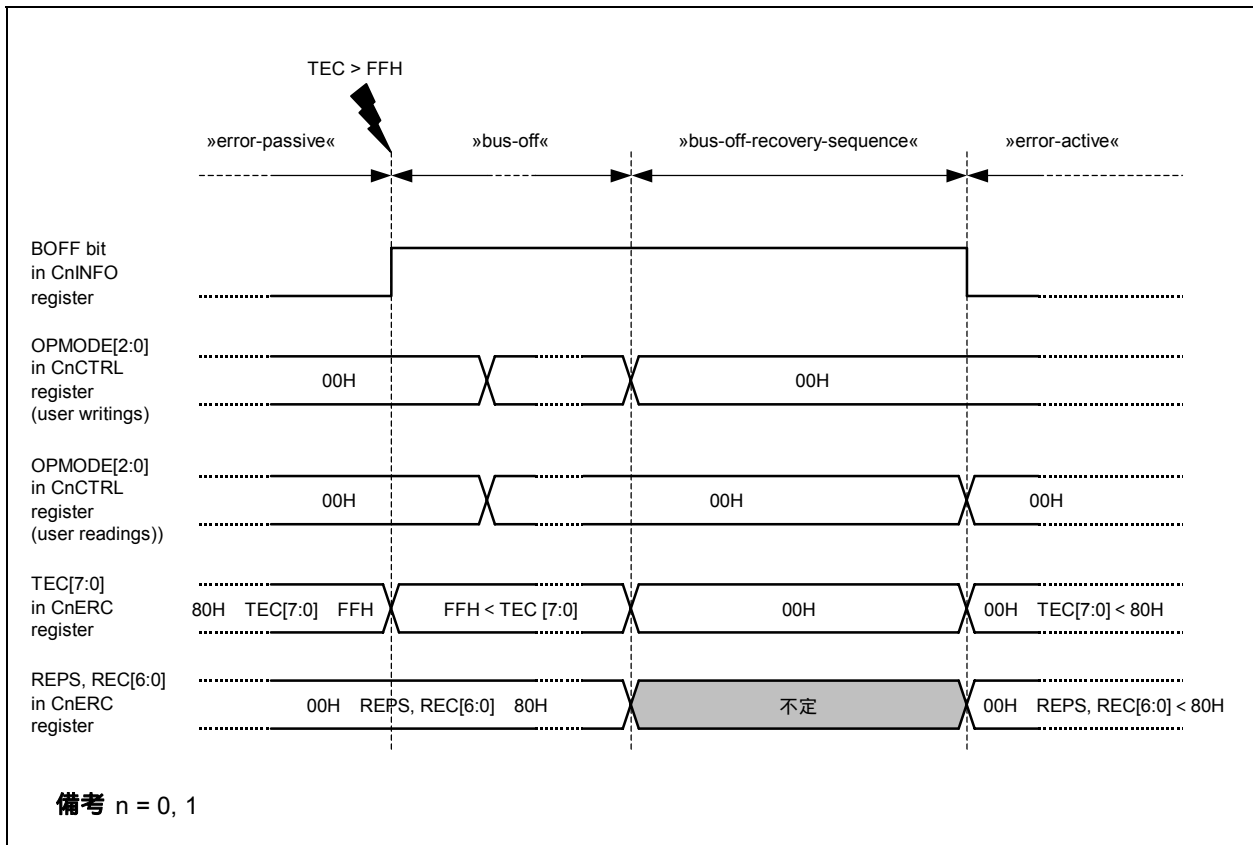 TEC > FFH
»error-passive« »bus-off« »bus-off-recovery-sequence« »error-active«
BOFF bit
in CnINFO
register
OPMODE[2:0]
in CnCTRL
register
(user writings)
00H 00H
OPMODE[2:0]
in CnCTRL
register
(user readings))
00H 00H 00H
TEC[7:0]
in CnERC
register
80H TEC[7:0] FFH FFH < TEC [7:0] 00H 00H TEC[7:0] < 80H
REPS, REC[6:0]
in CnERC
register
00H REPS, REC[6:0] 80H 不定 00H REPS, REC[6:0] < 80H
備考 n = 0, 1